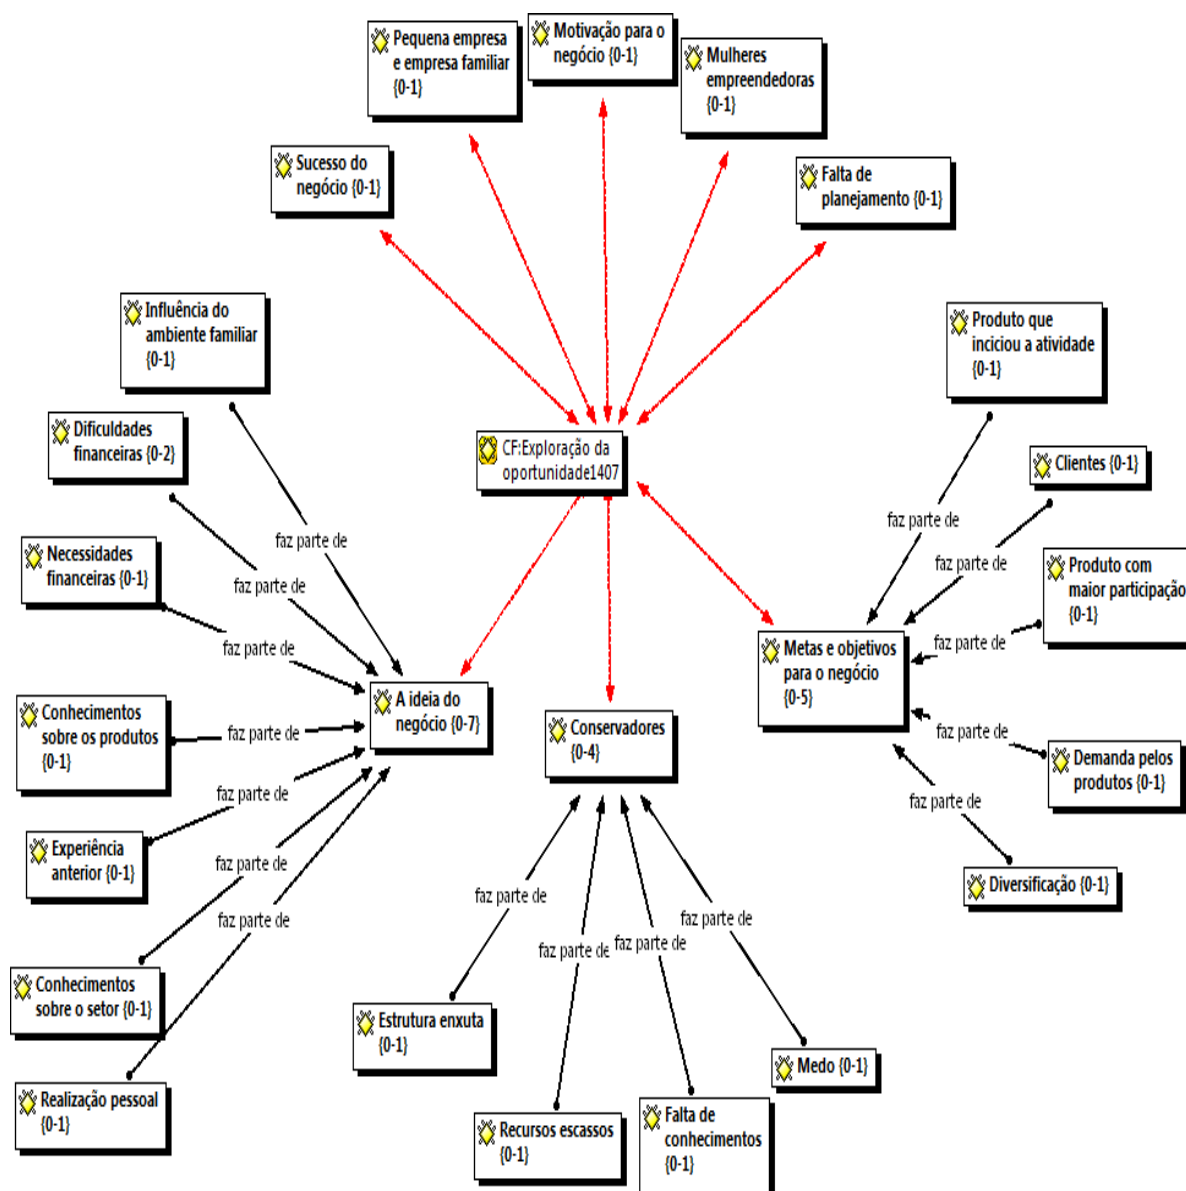 Pequena empresa
e empresa familiar
{0-1}
Motivação para o
negócio {0-1}
Mulheres
empreendedoras
{0-1}
Sucesso do
negócio {0-1}
Falta de
planejamento {0-1}
Influência do
ambiente familiar
{0-1}
Produto que
inciciou a atividade
{0-1}
Dificuldades
financeiras {0-2}
CF:Exploração da
oportunidade1407
Clientes {0-1}
faz parte de
faz parte de
Necessidades
financeiras {0-1}
faz parte de
faz parte de
Produto com
maior participação
{0-1}
faz parte de
faz parte de
Metas e objetivos
para o negócio
{0-5}
A ideia do
negócio {0-7}
Conservadores
{0-4}
Conhecimentos
sobre os produtos
{0-1}
faz parte de
faz parte de
Demanda pelos
produtos {0-1}
faz parte de
faz parte de
Experiência
anterior {0-1}
faz parte de
Diversificação {0-1}
faz parte de
faz parte de
faz parte de
faz parte de
faz parte de
Conhecimentos
sobre o setor {0-1}
Estrutura enxuta
{0-1}
Medo {0-1}
Realização pessoal
{0-1}
Recursos escassos
{0-1}
Falta de
conhecimentos
{0-1}